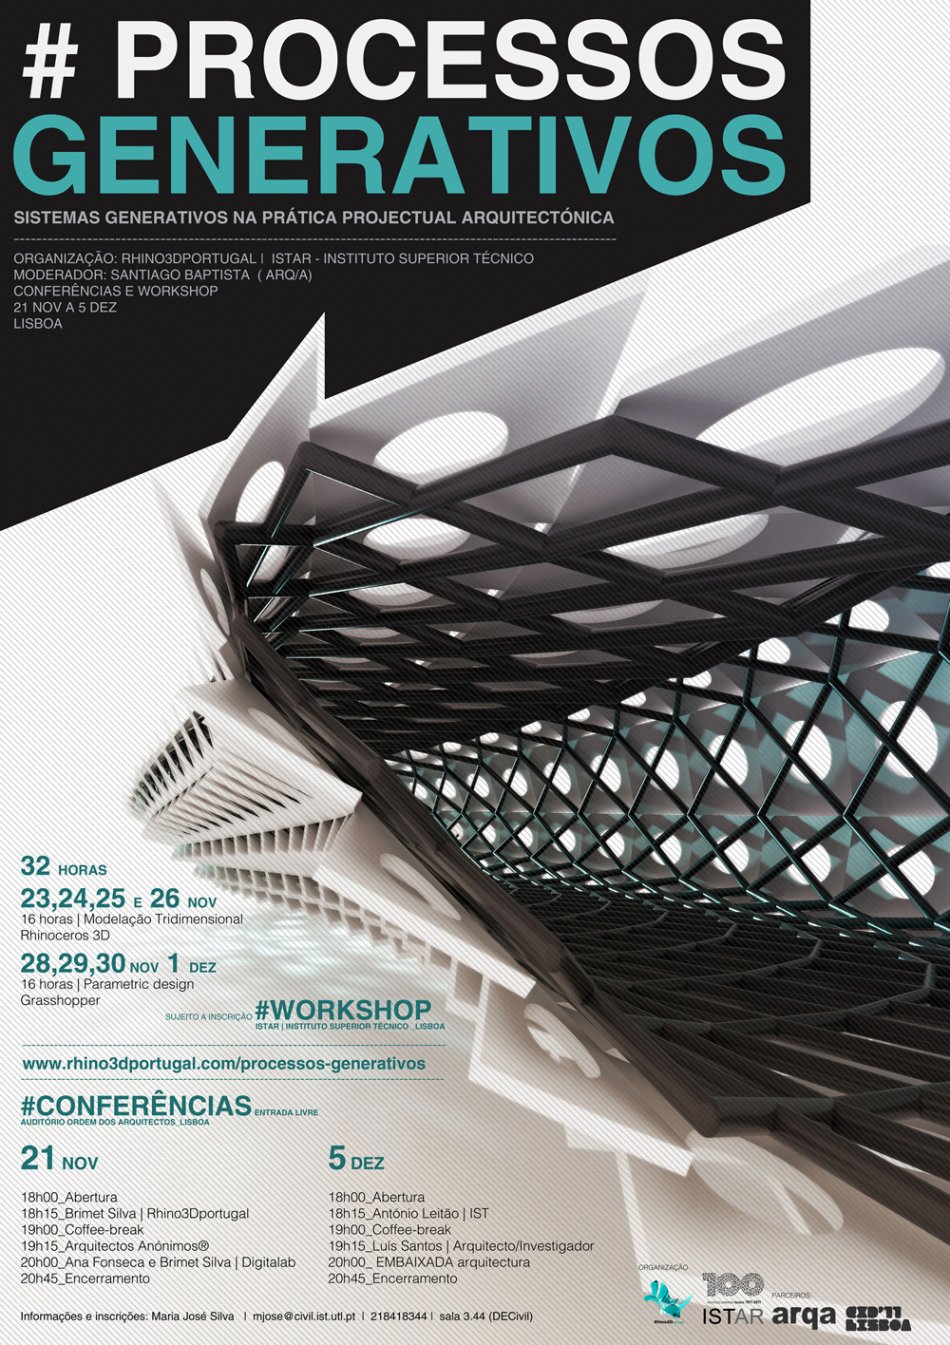 # PROCESSOS
GENERATIVOS
SISTEMAS GENERATIVOS NA PRÁTICA PROJECTUAL ARQUITECTÓNICA
ORGANIZAÇÃO: RHINO3DPORTUGAL | ISTAR - INSTITUTO SUPERIOR TÉCNICO
MODERADOR: SANTIAGO BAPTISTA ( ARQ/A)
CONFERÊNCIAS E WORKSHOP
21 NOV A 5 DEZ
LISBOA
32 HORAS
23,24,25 E 26 NOV
16 horas | Modelação Tridimensional
Rhinoceros 3D
28,29,30 NOV 1 DEZ
16 horas | Parametric design
Grasshopper
SUJEITO A INSCRIÇÃO #WORKSHOP
ISTAR | INSTITUTO SUPERIOR TÉCNICO _LISBOA
www.rhino3dportugal.com/processos-generativos
#CONFERÊNCIAS ENTRADA LIVRE
AUDITÓRIO ORDEM DOS ARQUITECTOS_LISBOA
21 NOV
18h00_Abertura
18h15_Brimet Silva | Rhino3Dportugal
19h00_Coffee-break
19h15_Arquitectos Anónimos®
20h00_Ana Fonseca e Brimet Silva | Digitalab
20h45_Encerramento
5 DEZ
18h00_Abertura
18h15_António Leitão | IST
19h00_Coffee-break
19h15_Luís Santos | Arquitecto/Investigador
20h00_ EMBAIXADA arquitectura
20h45_Encerramento
Informações e inscrições: Maria José Silva | mjose@civil.ist.utl.pt | 218418344 | sala 3.44 (DECivil)
ORGANIZAÇÃO
Rhino3D
100
ISTAR
PARCEIROS:
arqa
LISBOA